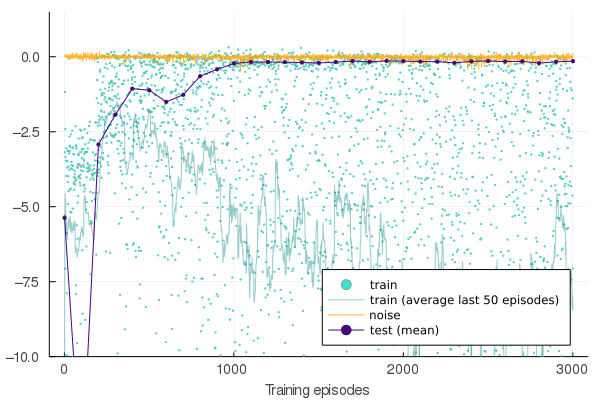 0.0
−2.5
−5.0
−7.5
−10.0
train
train (average last 50 episodes)
noise
test (mean)
0 1000 2000 3000
Training episodes